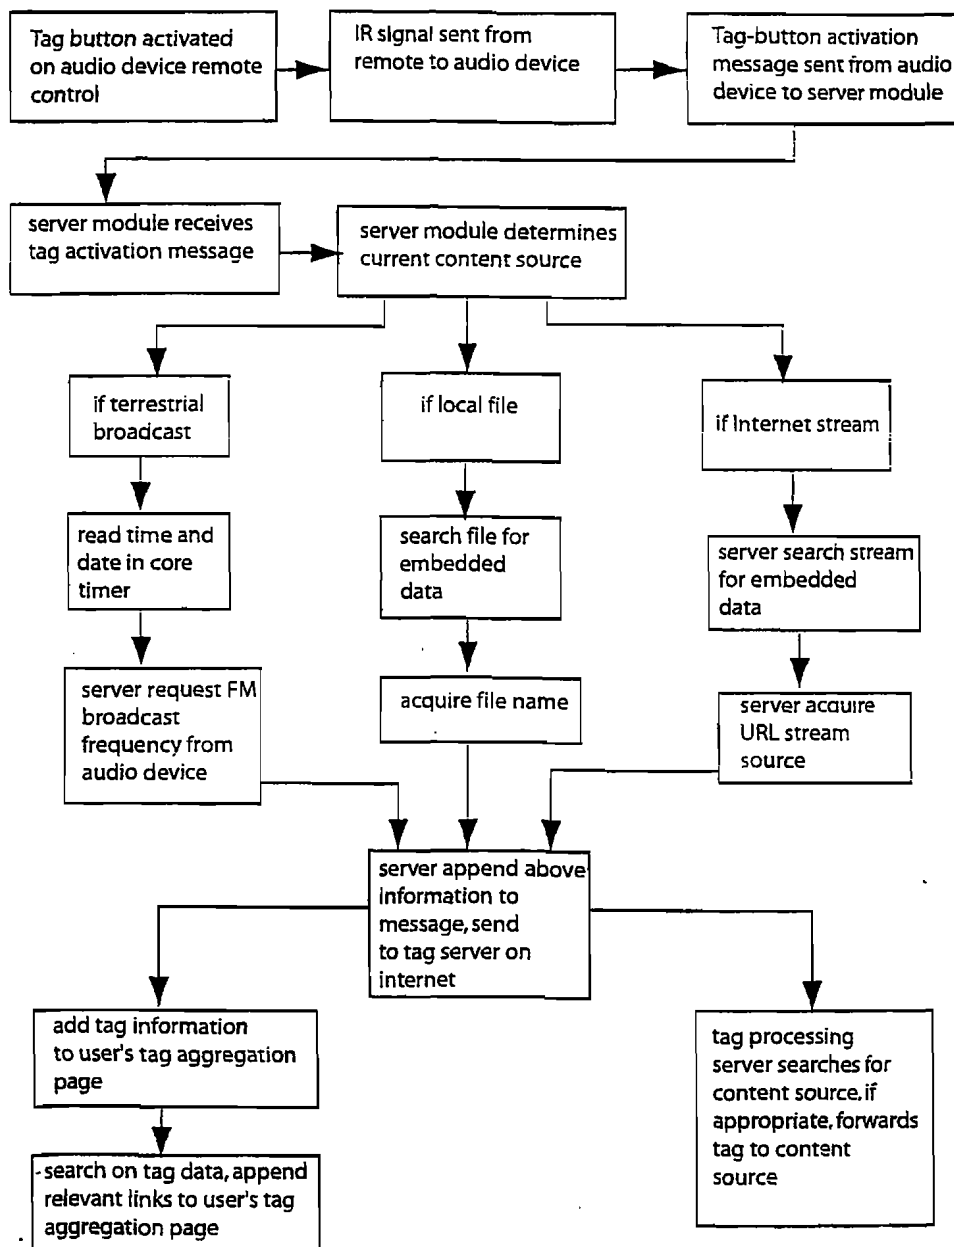 Tag button activated
on audio device remote
control
IR signal sent from
remote to audio device
Tag-button activation
message sent from audio
device to server module
server module receives
tag activation message
server module determines
current content source
if terrestrial
broadcast
if local file
if Internet stream
read time and
date in core
timer
search file for
embedded
data
server search stream
for embedded
data
server request FM
broadcast
frequency from
audio device
acquire file name
server acquire
URL stream
source
server append above
information to
message, send
to tag server on
internet
add tag information
to user's tag aggregation
page
tag processing
server searches for
content source, if
appropriate, forwards
tag to content
source
search on tag data, append
relevant links to user's tag
aggregation page